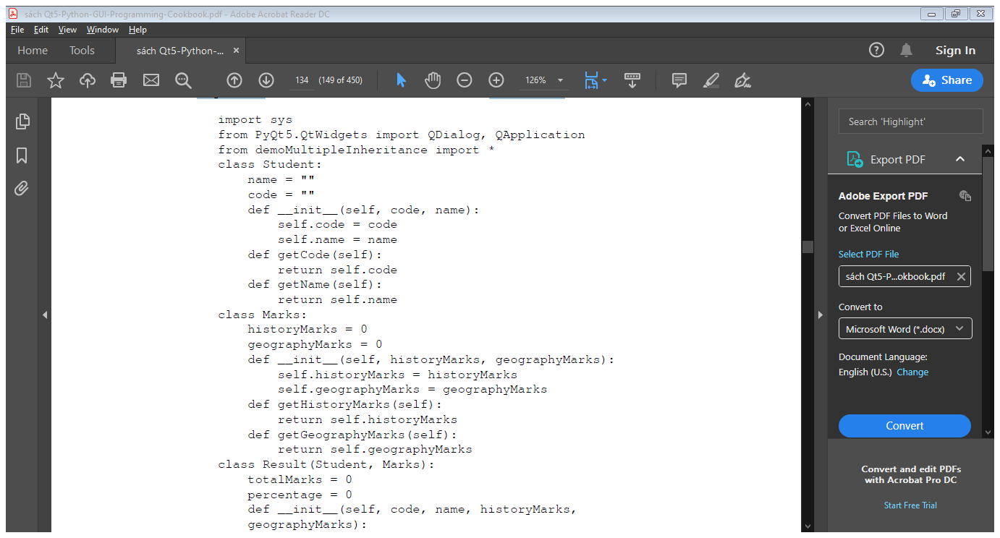 sách Qt5-Python-GUI-Programming-Cookbook.pdf - Adobe Acrobat Reader DC
File Edit View Window Help
Home Tools sách Qt5-Python-... × Sign In
134 (149 of 450) 126% Share
import sys
from PyQt5.QtWidgets import QDialog, QApplication
from demoMultipleInheritance import *
class Student:
    name = ""
    code = ""
    def __init__(self, code, name):
        self.code = code
        self.name = name
    def getCode(self):
        return self.code
    def getName(self):
        return self.name
class Marks:
    historyMarks = 0
    geographyMarks = 0
    def __init__(self, historyMarks, geographyMarks):
        self.historyMarks = historyMarks
        self.geographyMarks = geographyMarks
    def getHistoryMarks(self):
        return self.historyMarks
    def getGeographyMarks(self):
        return self.geographyMarks
class Result(Student, Marks):
    totalMarks = 0
    percentage = 0
    def __init__(self, code, name, historyMarks,
    geographyMarks):
Search 'Highlight'
Export PDF
Adobe Export PDF
Convert PDF Files to Word
or Excel Online
Select PDF File
sách Qt5-P...okbook.pdf
Convert to
Microsoft Word (*.docx)
Document Language:
English (U.S.) Change
Convert
Convert and edit PDFs
with Acrobat Pro DC
Start Free Trial